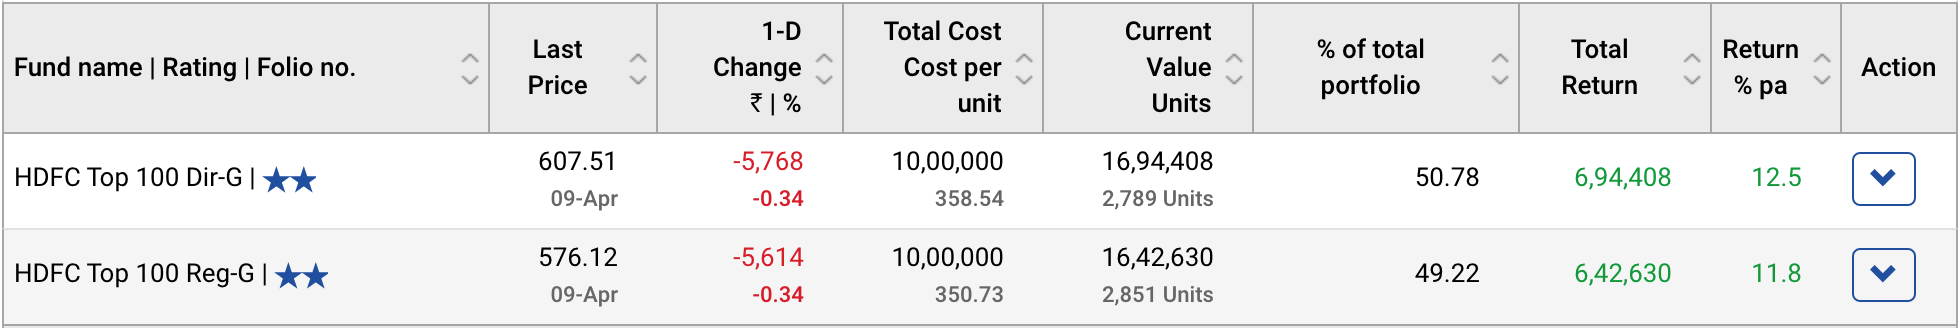 Fund name | Rating | Folio no.
Last
Price
1-D
Change
₹ | %
Total Cost
Cost per
unit
Current
Value
Units
% of total
portfolio
Total
Return
Return
% pa
Action
HDFC Top 100 Dir-G |
607.51
09-Apr
-5,768
-0.34
10,00,000
358.54
16,94,408
2,789 Units
50.78
6,94,408
12.5
HDFC Top 100 Reg-G |
576.12
09-Apr
-5,614
-0.34
10,00,000
350.73
16,42,630
2,851 Units
49.22
6,42,630
11.8